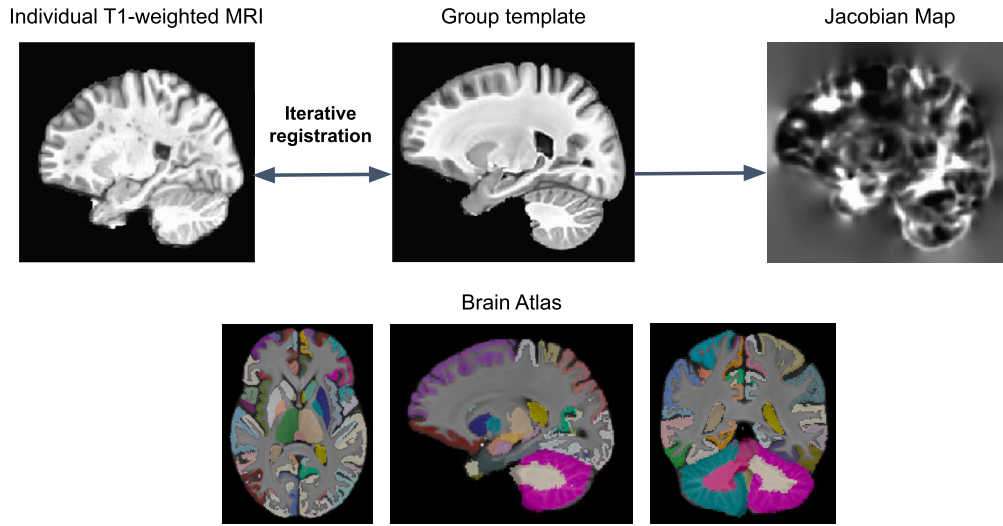 Individual T1-weighted MRI
Group template
Jacobian Map
Iterative
registration
Brain Atlas